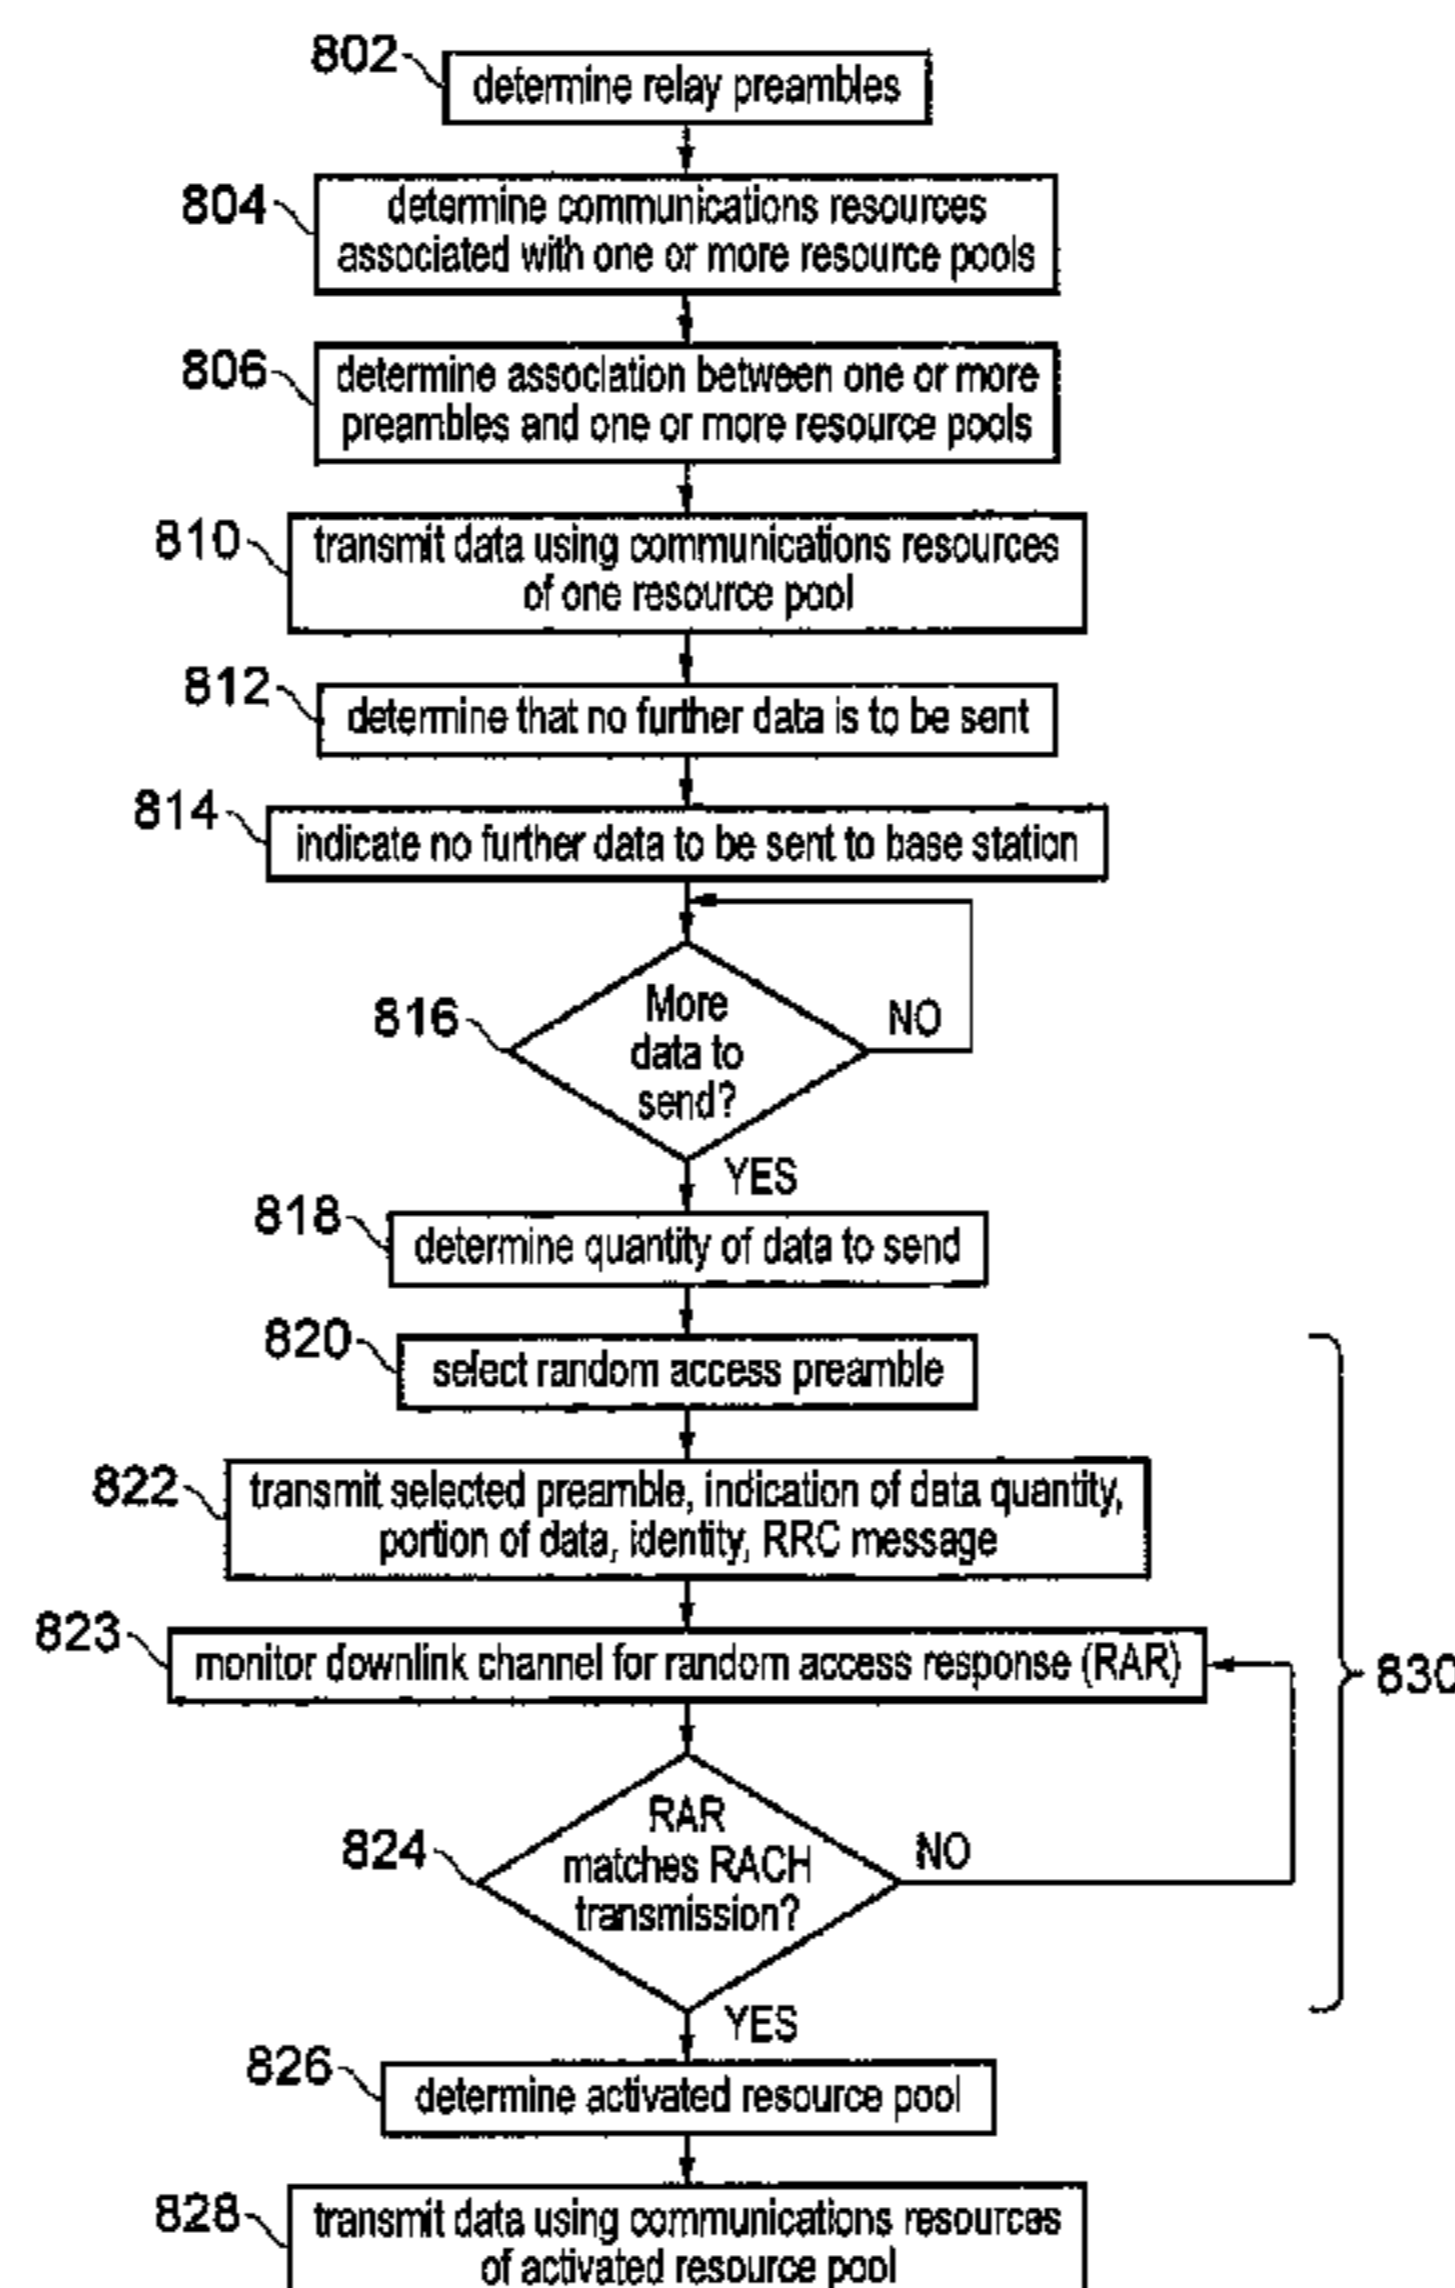 802
determine relay preambles
804
determine communications resources
associated with one or more resource pools
806
determine association between one or more
preambles and one or more resource pools
810
transmit data using communications resources
of one resource pool
812
determine that no further data is to be sent
814
indicate no further data to be sent to base station
816
More
data to
send?
NO
YES
818
determine quantity of data to send
820
select random access preamble
822
transmit selected preamble, indication of data quantity,
portion of data, identity, RRC message
823
monitor downlink channel for random access response (RAR)
830
824
RAR
matches RACH
transmission?
NO
YES
826
determine activated resource pool
828
transmit data using communications resources
of activated resource pool